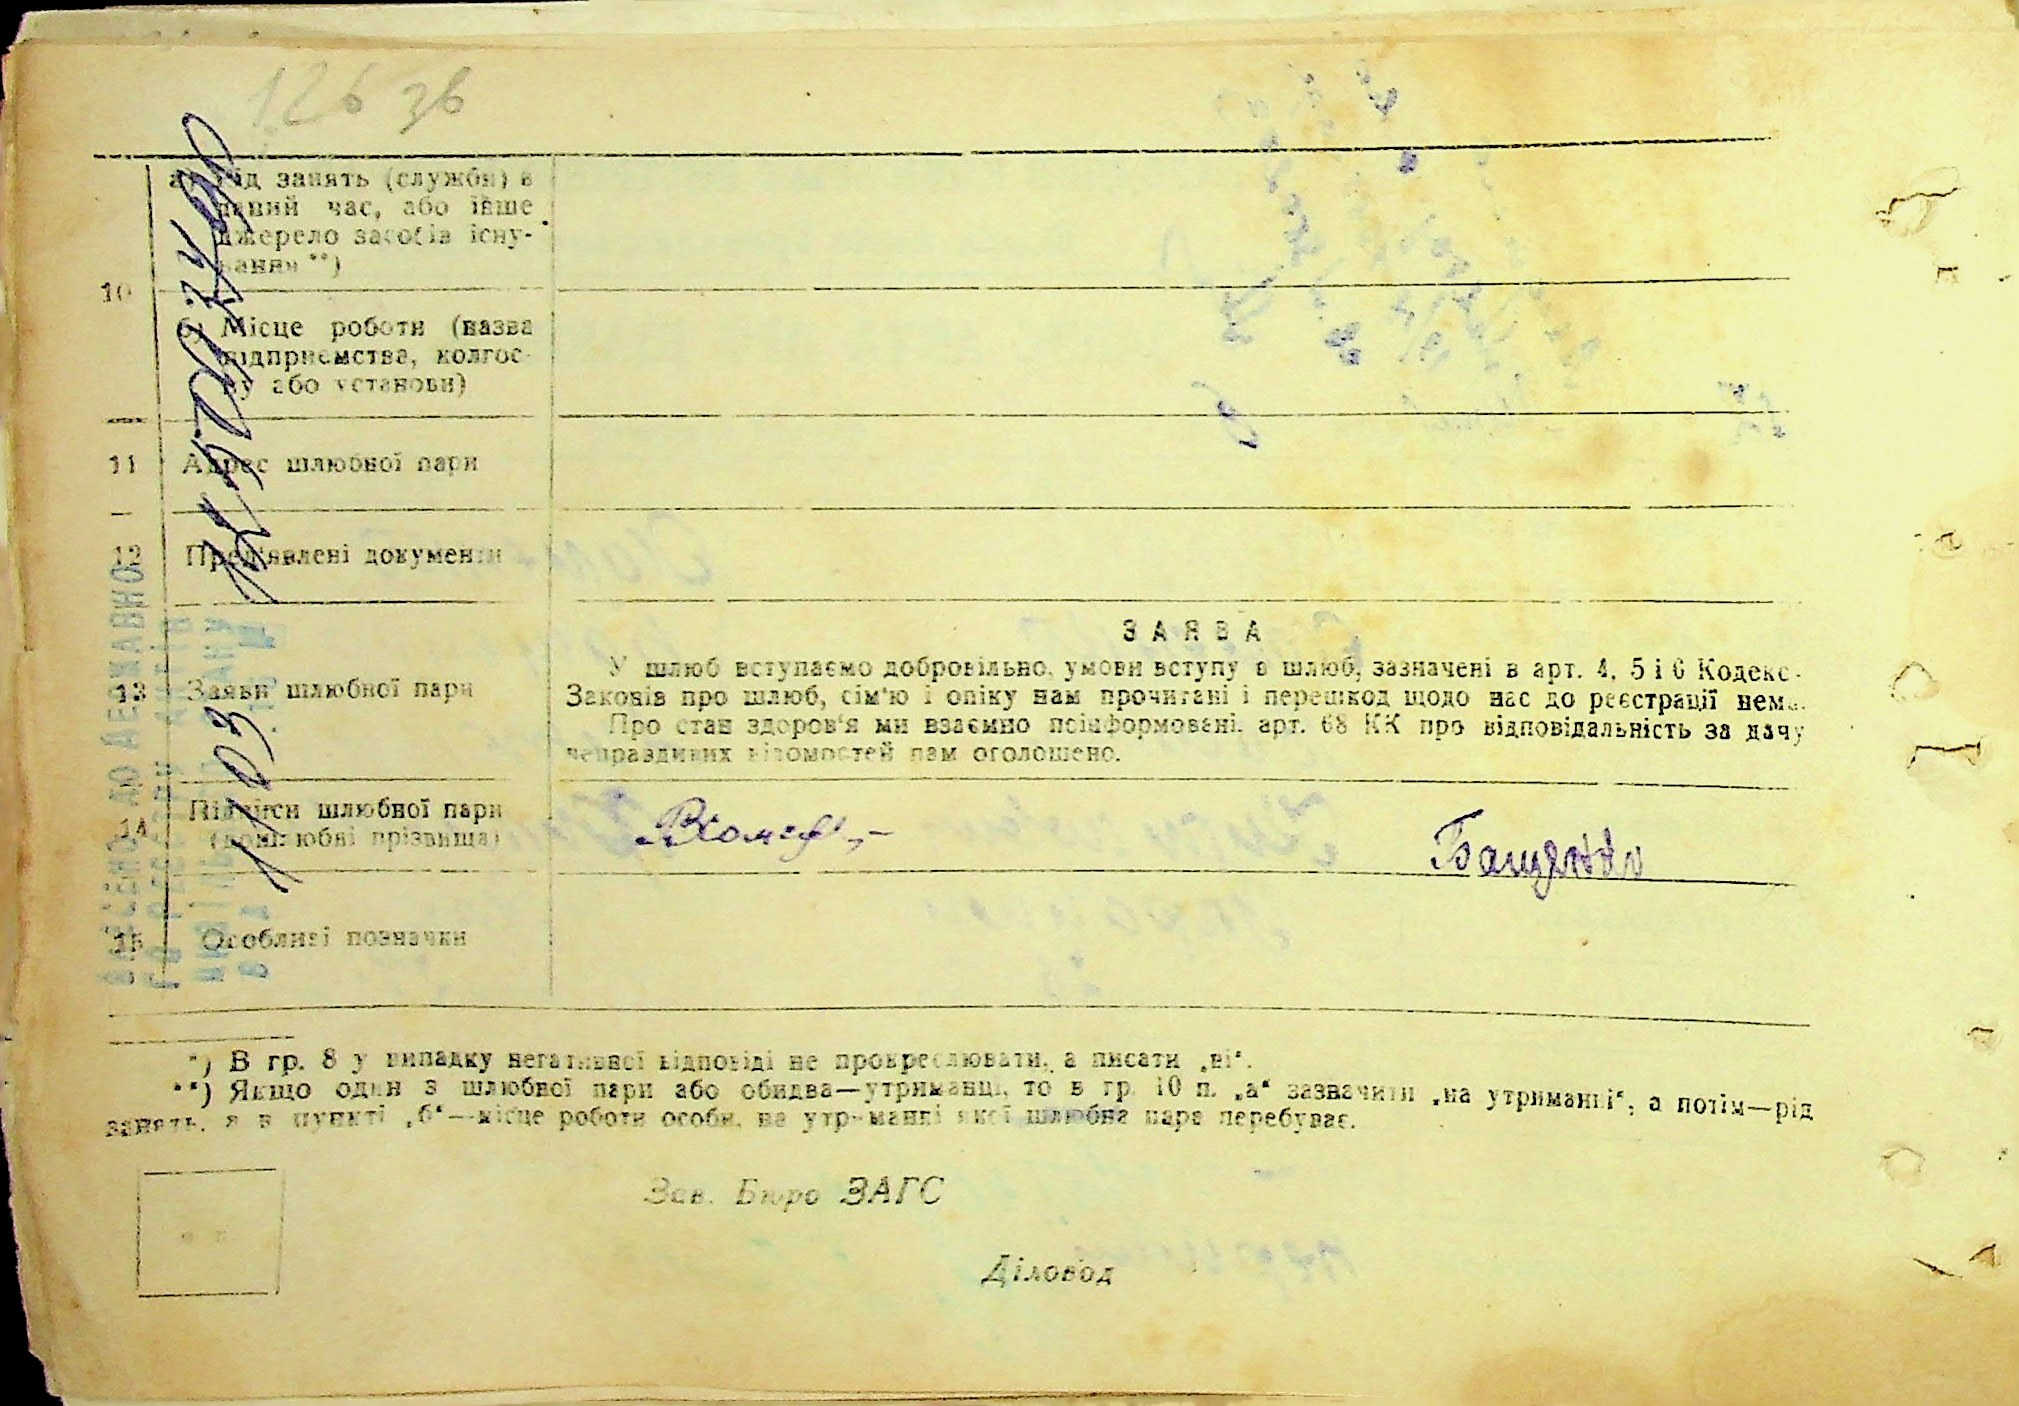 126 зв
а) Рід занять (служби) в
даний час, або інше
джерело засобів існу-
вання **)
10
б) Місце роботи (назва
підприємства, колгос-
пу або установи)
11 Адрес шлюбної пари
12 Пред'явлені документи
ЗАЯВА
У шлюб вступаємо добровільно, умови вступу в шлюб, зазначені в арт. 4, 5 і 6 Кодекс
13 Заяви шлюбної пари
Законів про шлюб, сім'ю і опіку нам прочитані і перешкод щодо нас до реєстрації нема.
Про стан здоров'я ми взаємно поінформовані. арт. 68 КК про відповідальність за дачу
неправдивих відомостей нам оголошено.
14 Підписи шлюбної пари
(дошлюбні прізвища)
Бащенко
15 Особливі позначки
*) В гр. 8 у випадку негативної відповіді не прокреслювати, а писати „ні“.
**) Якщо один з шлюбної пари або обидва—утриманці, то в гр. 10 п. „а“ зазначити „на утриманні“, а потім—рід
занять, а в пункті „б“—місце роботи особи, на утриманні якої шлюбна пара перебуває.
Зав. Бюро ЗАГС
Діловод